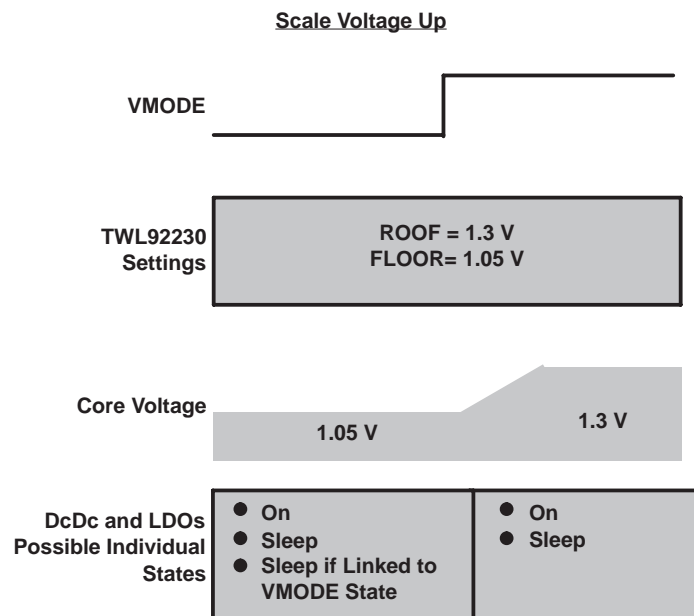 Scale Voltage Up
VMODE
TWL92230
Settings
ROOF = 1.3 V
FLOOR= 1.05 V
Core Voltage
1.05 V
1.3 V
DcDc and LDOs
Possible Individual
States
● On
● Sleep
● Sleep if Linked to
VMODE State
● On
● Sleep